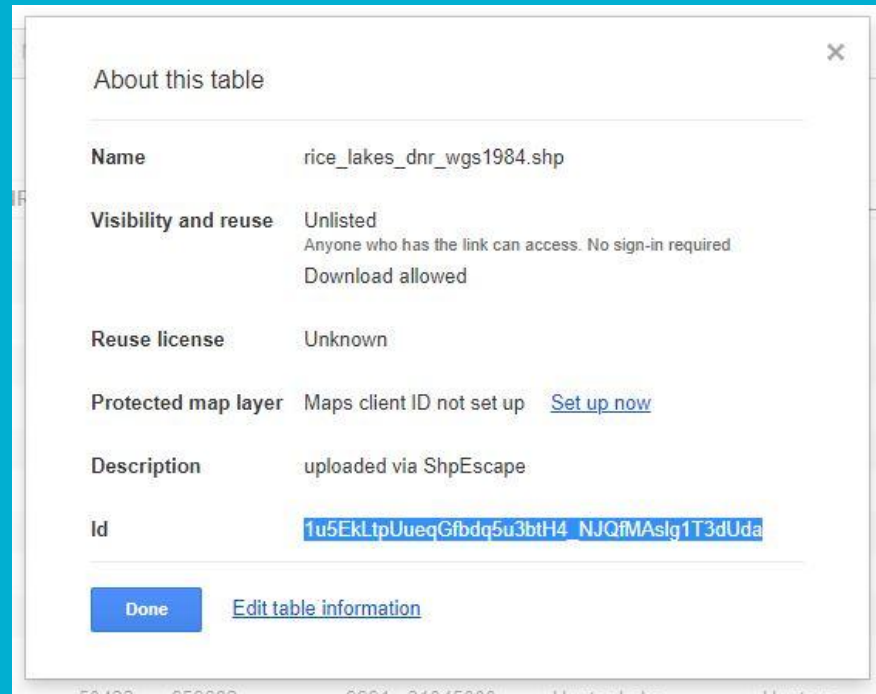 About this table
Name rice_lakes_dnr_wgs1984.shp
Visibility and reuse Unlisted
Anyone who has the link can access. No sign-in required
Download allowed
Reuse license Unknown
Protected map layer Maps client ID not set up Set up now
Description uploaded via ShpEscape
Id 1u5EkLtpUueqGfbdq5u3btH4_NJQfMAslg1T3dUda
Done Edit table information